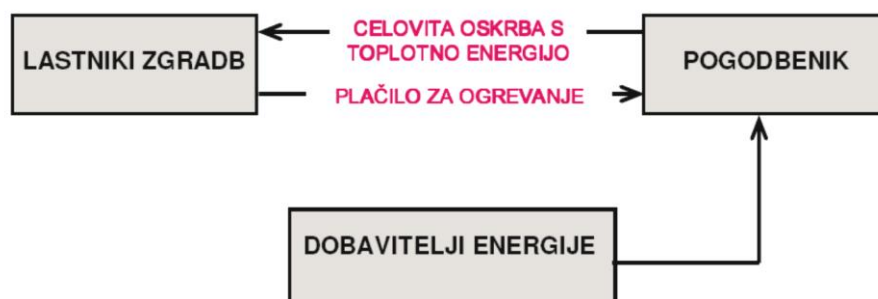 CELOVITA OSKRBA S
TOPLOTNO ENERGIJO
LASTNIKI ZGRADB
POGODBENIK
PLAČILO ZA OGREVANJE
DOBAVITELJI ENERGIJE